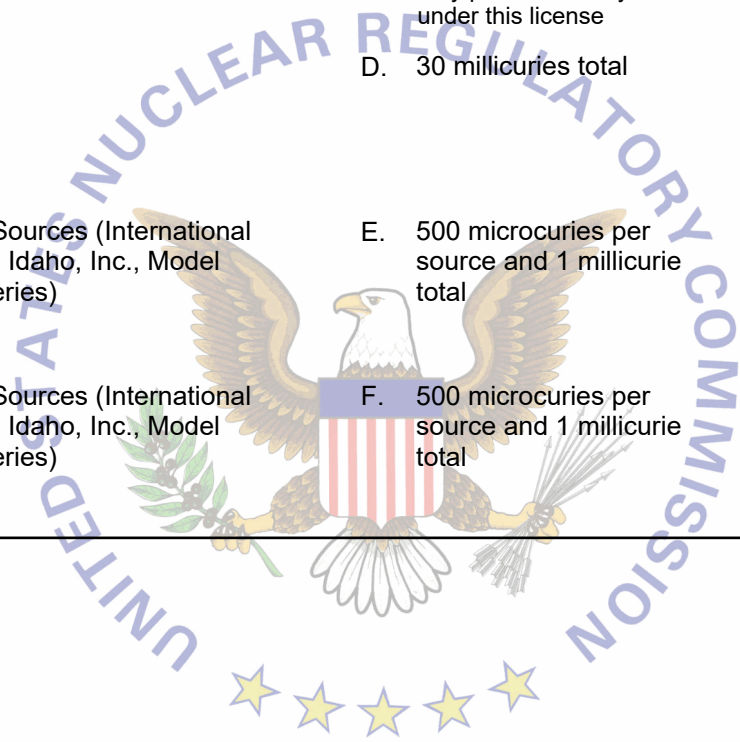 under this license
D. 30 millicuries total
Sources (International
Idaho, Inc., Model
eries)
E. 500 microcuries per
source and 1 millicurie
total
Sources (International
Idaho, Inc., Model
eries)
F. 500 microcuries per
source and 1 millicurie
total
UNITED STATES NUCLEAR REGULATORY COMMISSION